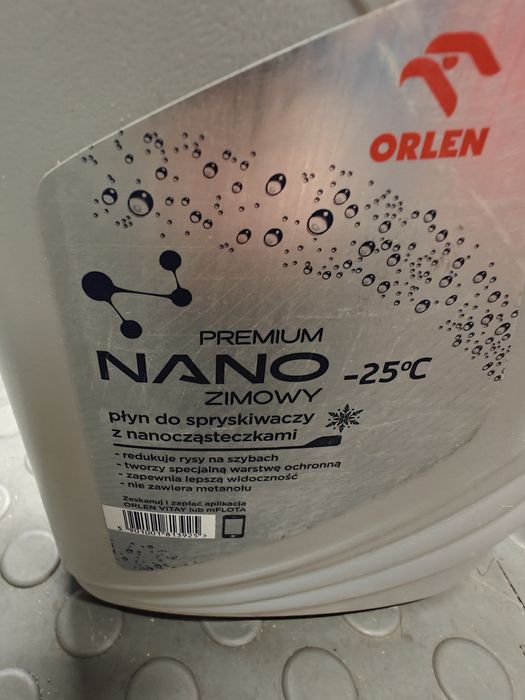 ORLEN
PREMIUM
NANO -25°C
ZIMOWY
płyn do spryskiwaczy
z nanocząsteczkami
- redukuje rysy na szybach
- tworzy specjalną warstwę ochronną
- zapewnia lepszą widoczność
- nie zawiera metanolu
Zeskanuj i zapłać aplikacją
ORLEN VITAY lub mFLOTA